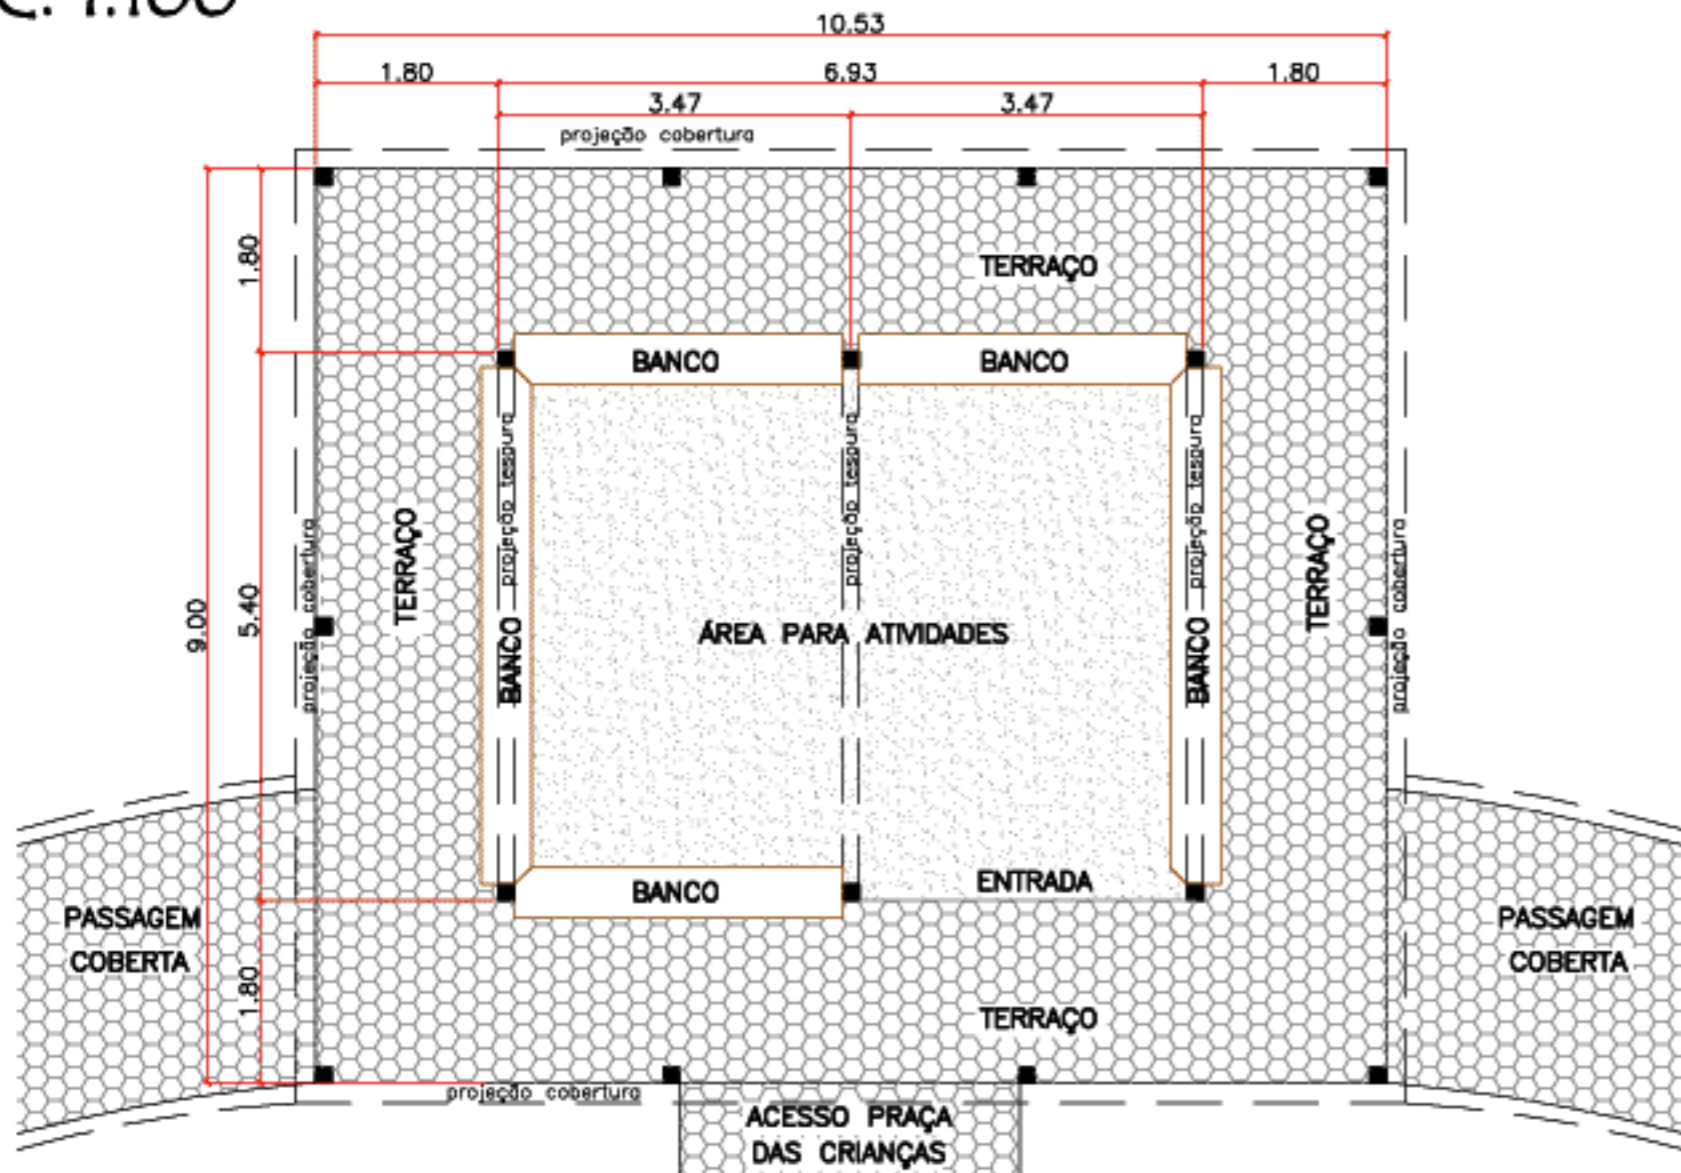 1:100
10.53
1.80 6.93 1.80
3.47 3.47
projeção cobertura
1.80
TERRAÇO
BANCO BANCO
projeção tesoura projeção tesoura projeção tesoura
TERRAÇO TERRAÇO
projeção cobertura projeção cobertura
9.00 5.40
ÁREA PARA ATIVIDADES
BANCO BANCO
BANCO ENTRADA
PASSAGEM
COBERTA
PASSAGEM
COBERTA
1.80
TERRAÇO
projeção cobertura
ACESSO PRAÇA
DAS CRIANÇAS